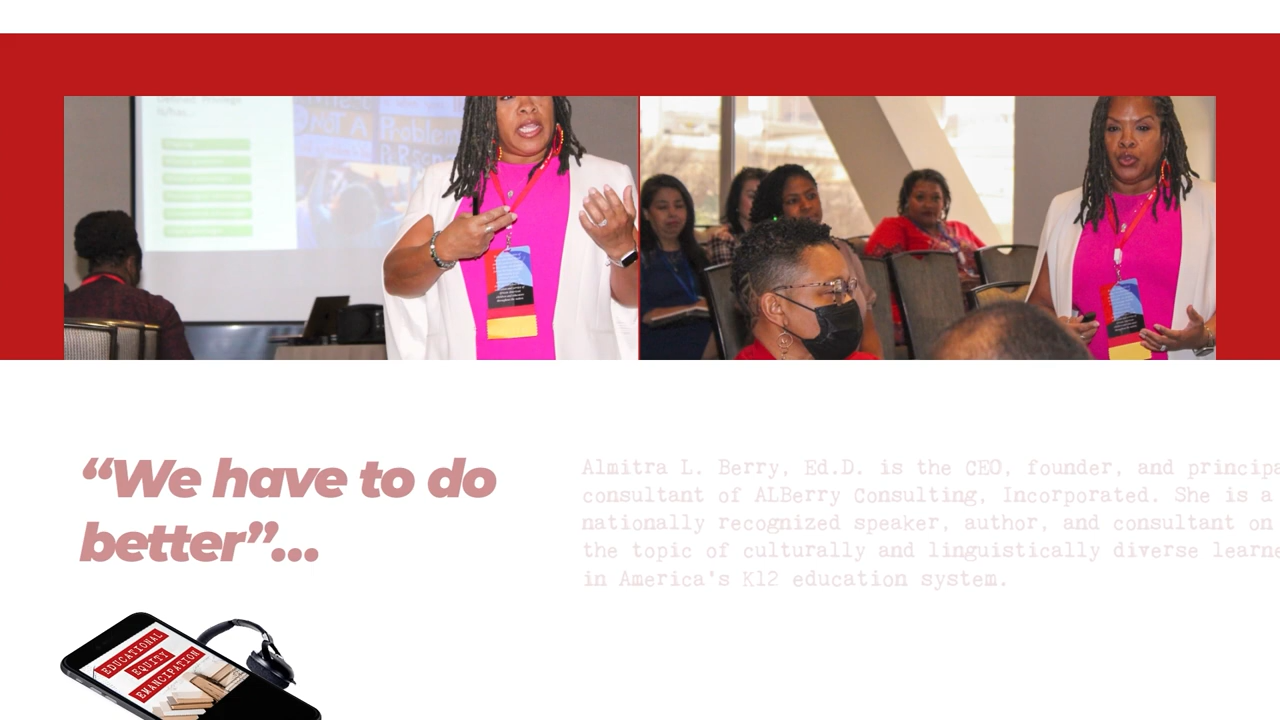 NOT A
Problem
“We have to do
better”...
Almitra L. Berry, Ed.D. is the CEO, founder, and principa
consultant of ALBerry Consulting, Incorporated. She is a
nationally recognized speaker, author, and consultant on
the topic of culturally and linguistically diverse learne
in America's K12 education system.
EDUCATIONAL
EQUITY
EMANCIPATION